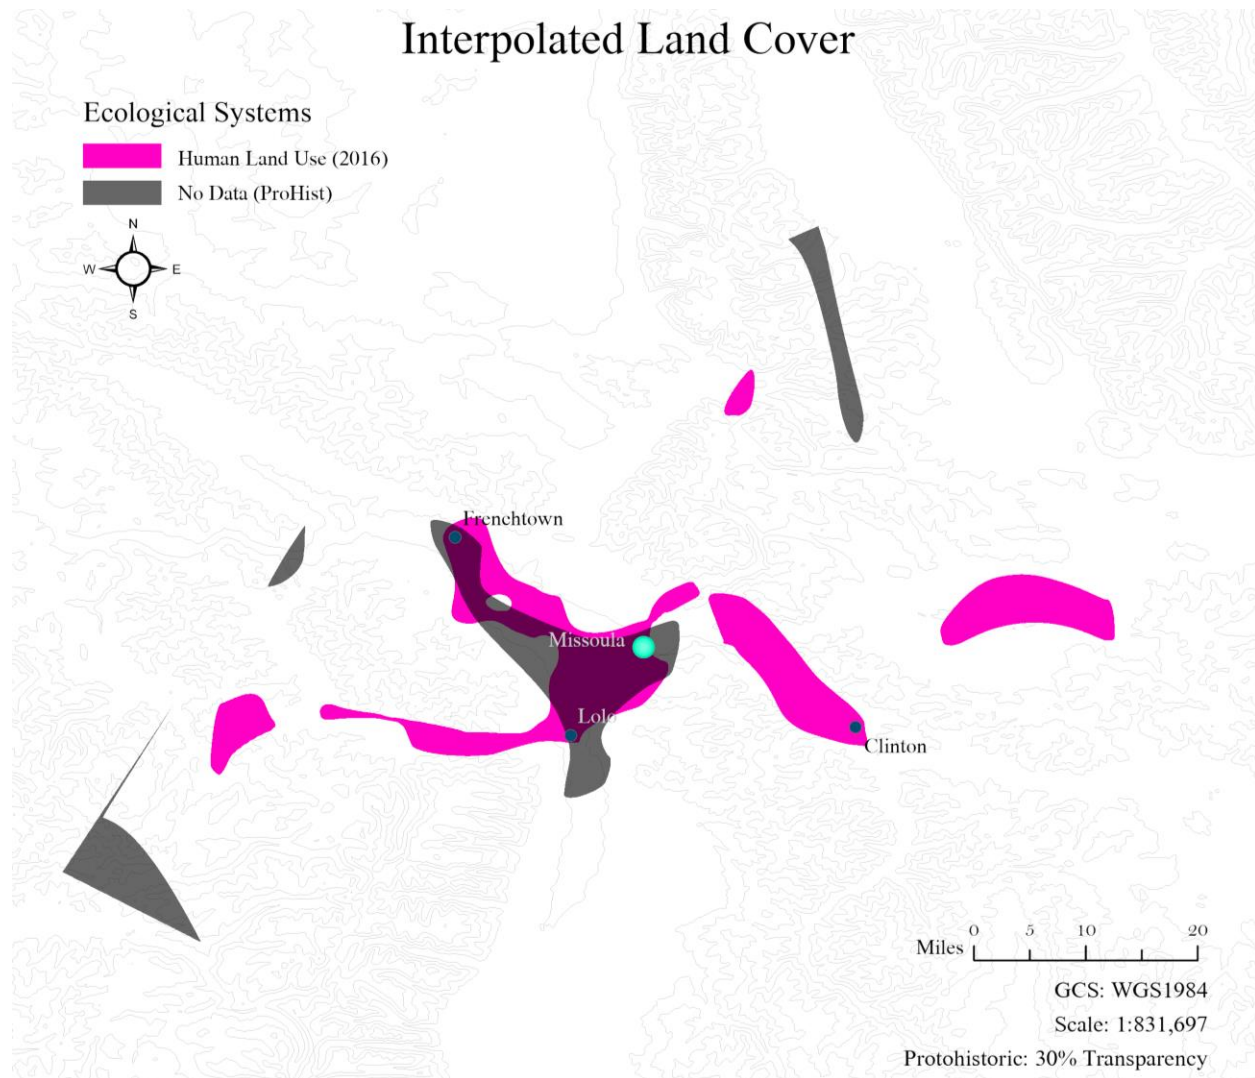 Interpolated Land Cover
Ecological Systems
Human Land Use (2016)
No Data (ProHist)
N
W E
S
Frenchtown
Missoula
Lolo
Clinton
0 5 10 20
Miles
GCS: WGS1984
Scale: 1:831,697
Protohistoric: 30% Transparency